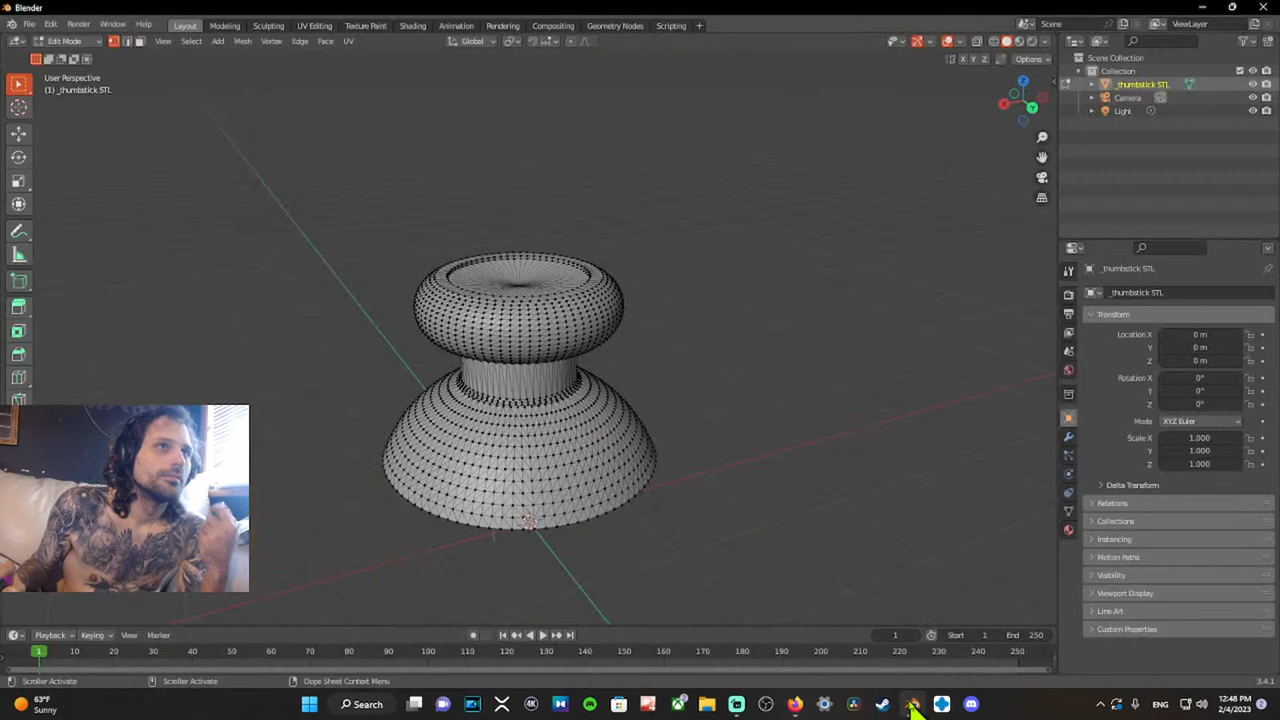 Blender
File Edit Render Window Help Layout Modeling Sculpting UV Editing Texture Paint Shading Animation Rendering Compositing Geometry Nodes Scripting + Scene ViewLayer
Edit Mode View Select Add Mesh Vertex Edge Face UV Global
X Y Z Options
User Perspective
(1) _thumbstick STL
Scene Collection
Collection
_thumbstick STL
Camera
Light
_thumbstick STL
_thumbstick STL
Transform
Location X 0 m
Y 0 m
Z 0 m
Rotation X 0°
Y 0°
Z 0°
Mode XYZ Euler
Scale X 1.000
Y 1.000
Z 1.000
Delta Transform
Relations
Collections
Instancing
Motion Paths
Visibility
Viewport Display
Line Art
Custom Properties
Playback Keying View Marker 1 Start 1 End 250
1 10 20 30 40 50 60 70 80 90 100 110 120 130 140 150 160 170 180 190 200 210 220 230 240 250
Scroller Activate Scroller Activate Dope Sheet Context Menu 3.4.1
63°F
Sunny
Search
4K
ENG
12:48 PM
2/4/2023